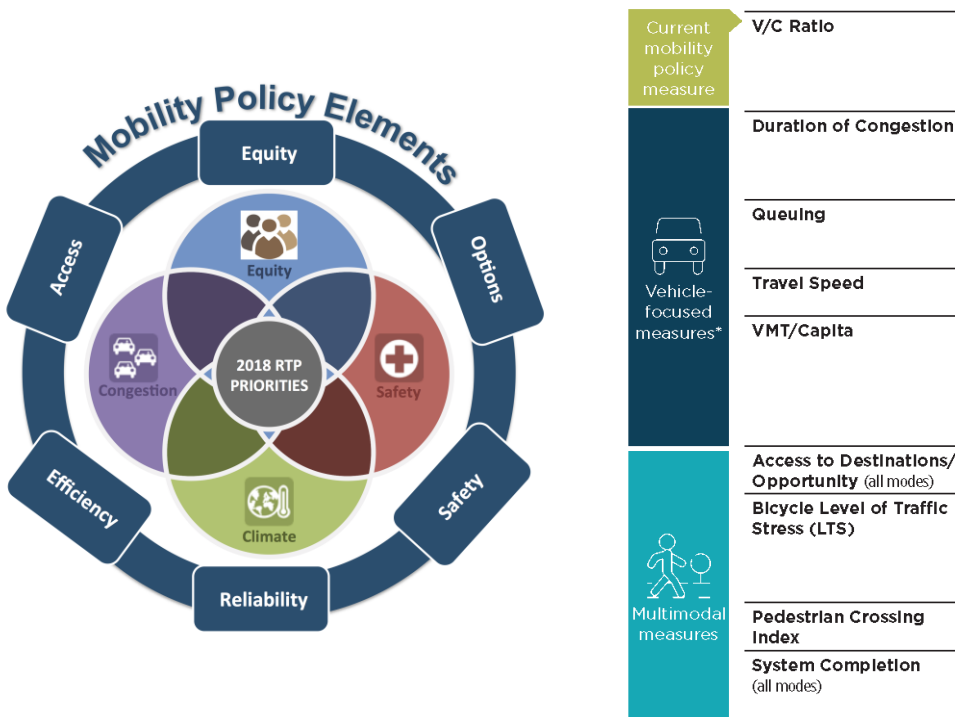 Mobility Policy Elements
Equity
Access
Options
Equity
Congestion
2018 RTP
PRIORITIES
Safety
Climate
Efficiency
Safety
Reliability
Current
mobility
policy
measure
V/C Ratio
Vehicle-
focused
measures*
Duration of Congestion
Queuing
Travel Speed
VMT/Capita
Multimodal
measures
Access to Destinations/
Opportunity (all modes)
Bicycle Level of Traffic
Stress (LTS)
Pedestrian Crossing
Index
System Completion
(all modes)